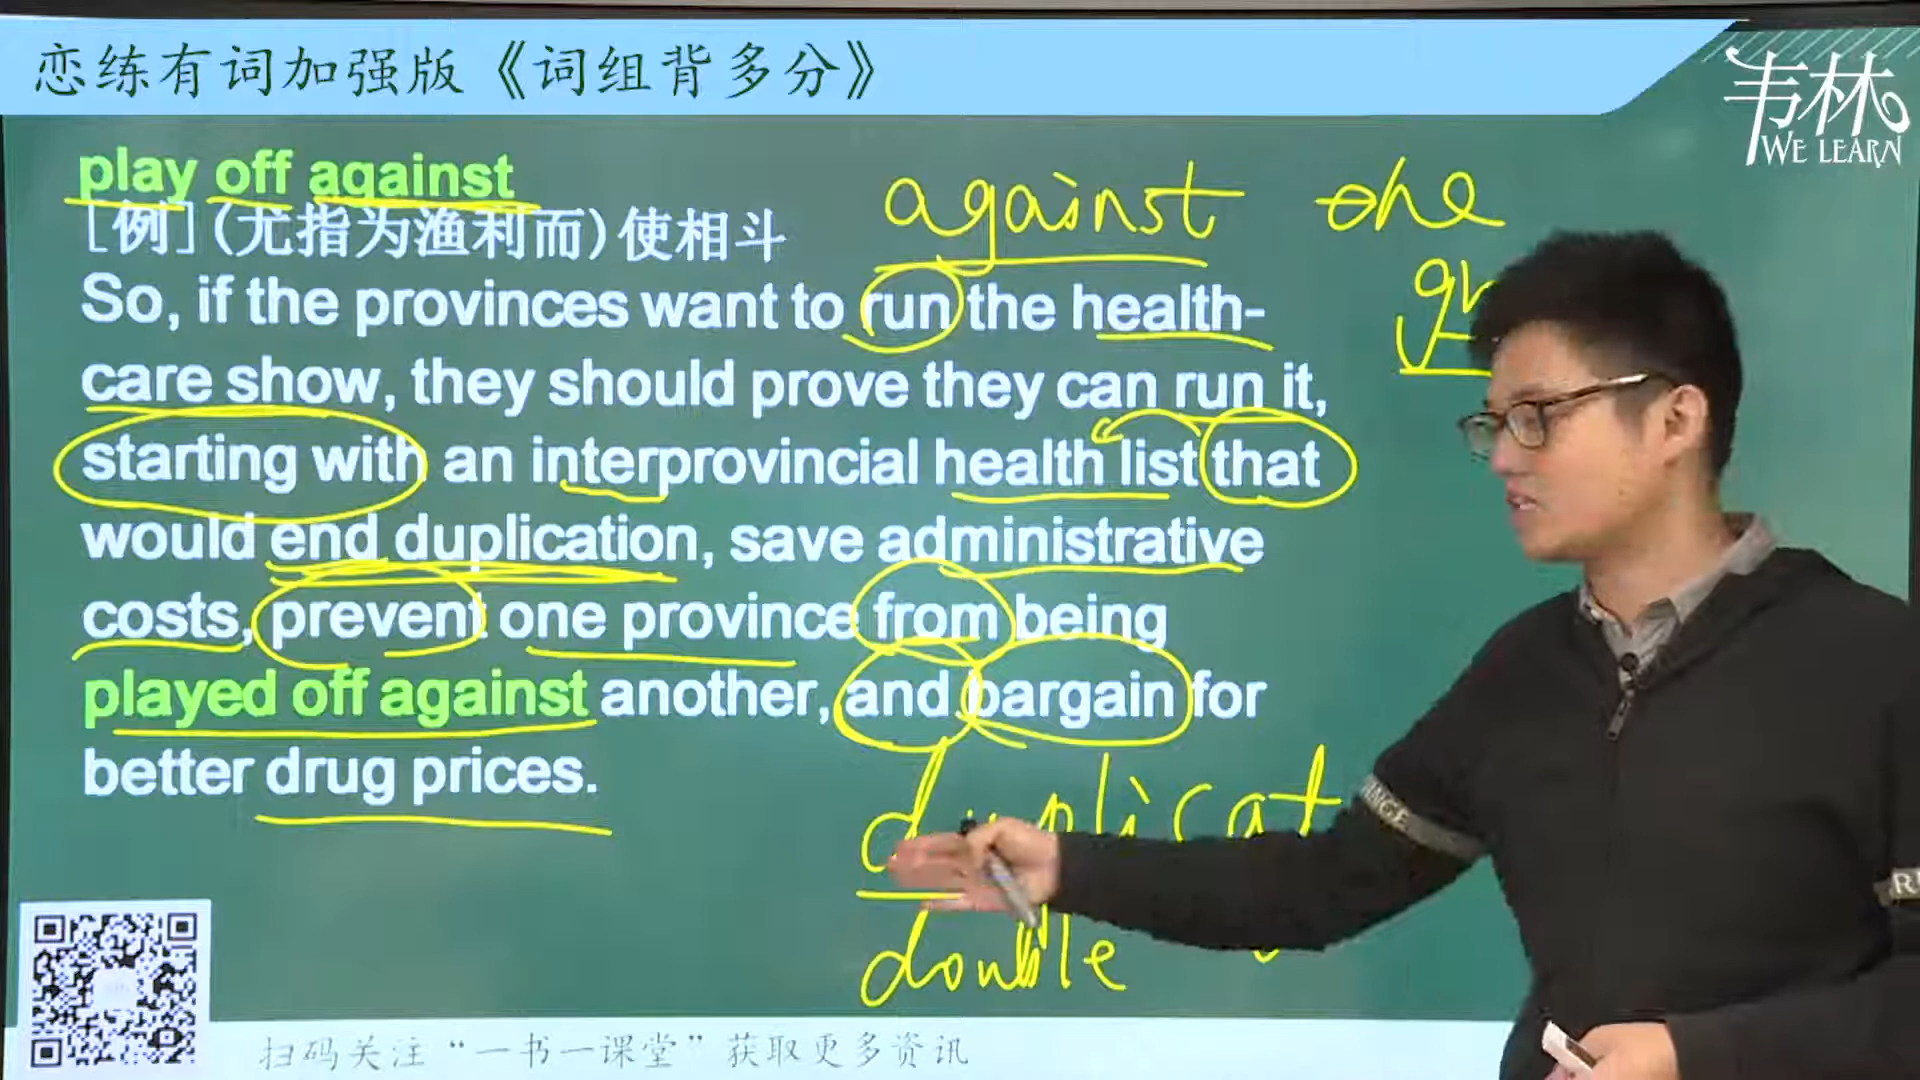 恋练有词加强版《词组背多分》
韦林
WE LEARN
play off against
[例](尤指为渔利而)使相斗
against one
So, if the provinces want to run the health-
care show, they should prove they can run it,
starting with an interprovincial health list that
would end duplication, save administrative
costs, prevent one province from being
played off against another, and bargain for
better drug prices.
double
扫码关注“一书一课堂”获取更多资讯